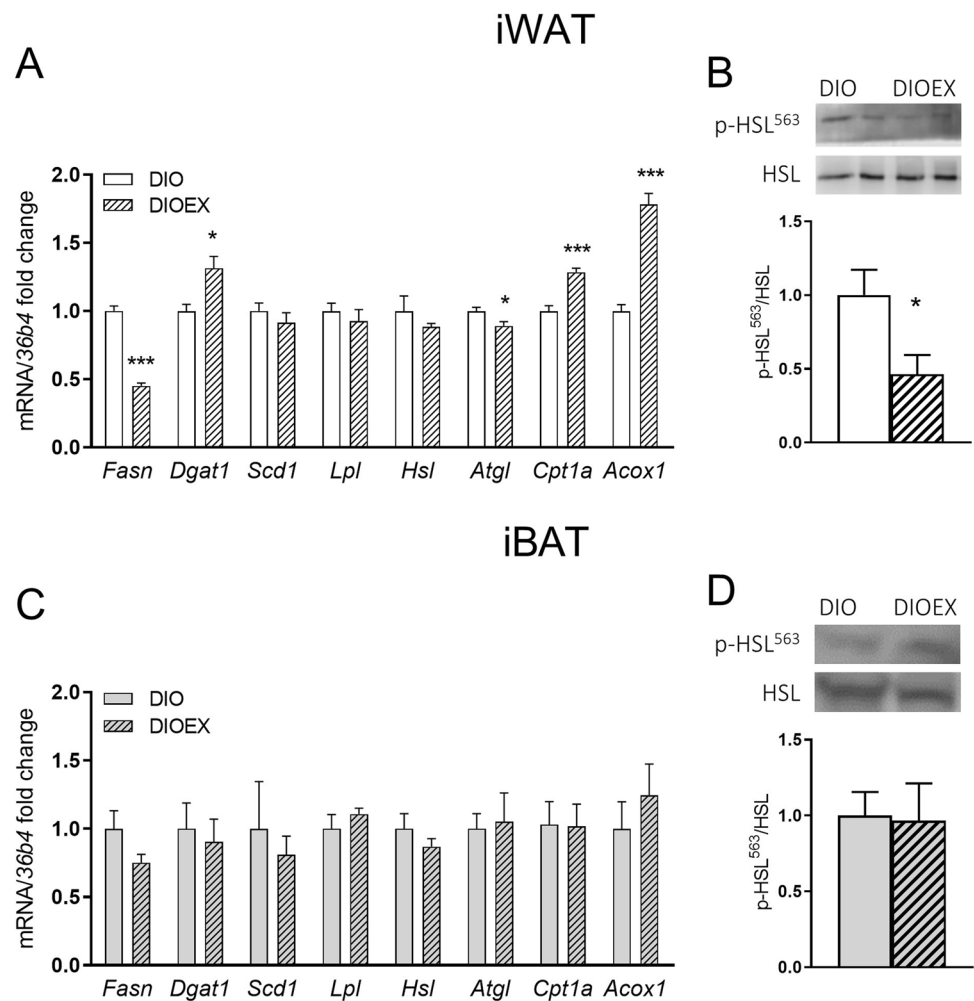 iWAT
A
mRNA/36b4 fold change
2.0
1.5
1.0
0.5
0.0
DIO
DIOEX
***
*
*
***
***
Fasn Dgat1 Scd1 Lpl Hsl Atgl Cpt1a Acox1
B
DIO DIOEX
p-HSL563
HSL
p-HSL563/HSL
1.5
1.0
0.5
0.0
*
iBAT
C
mRNA/36b4 fold change
2.0
1.5
1.0
0.5
0.0
DIO
DIOEX
Fasn Dgat1 Scd1 Lpl Hsl Atgl Cpt1a Acox1
D
DIO DIOEX
p-HSL563
HSL
p-HSL563/HSL
1.5
1.0
0.5
0.0